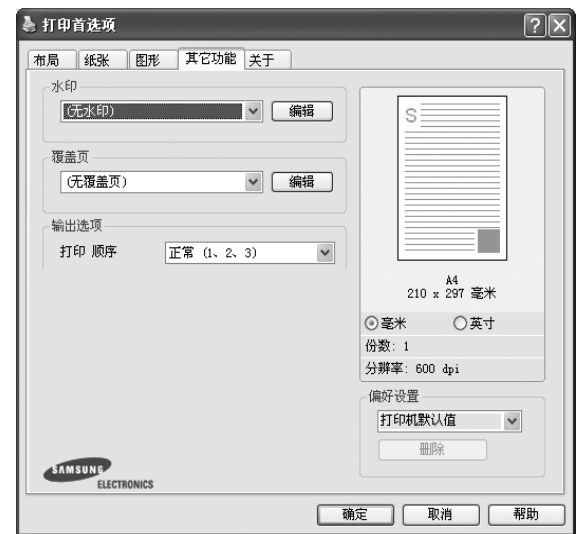 打印首选项
布局 纸张 图形 其它功能 关于
水印
(无水印) 编辑
覆盖页
(无覆盖页) 编辑
输出选项
打印 顺序 正常 (1、2、3)
S
A4
210 x 297 毫米
毫米 英寸
份数: 1
分辨率: 600 dpi
偏好设置
打印机默认值
删除
SAMSUNG
ELECTRONICS
确定 取消 帮助